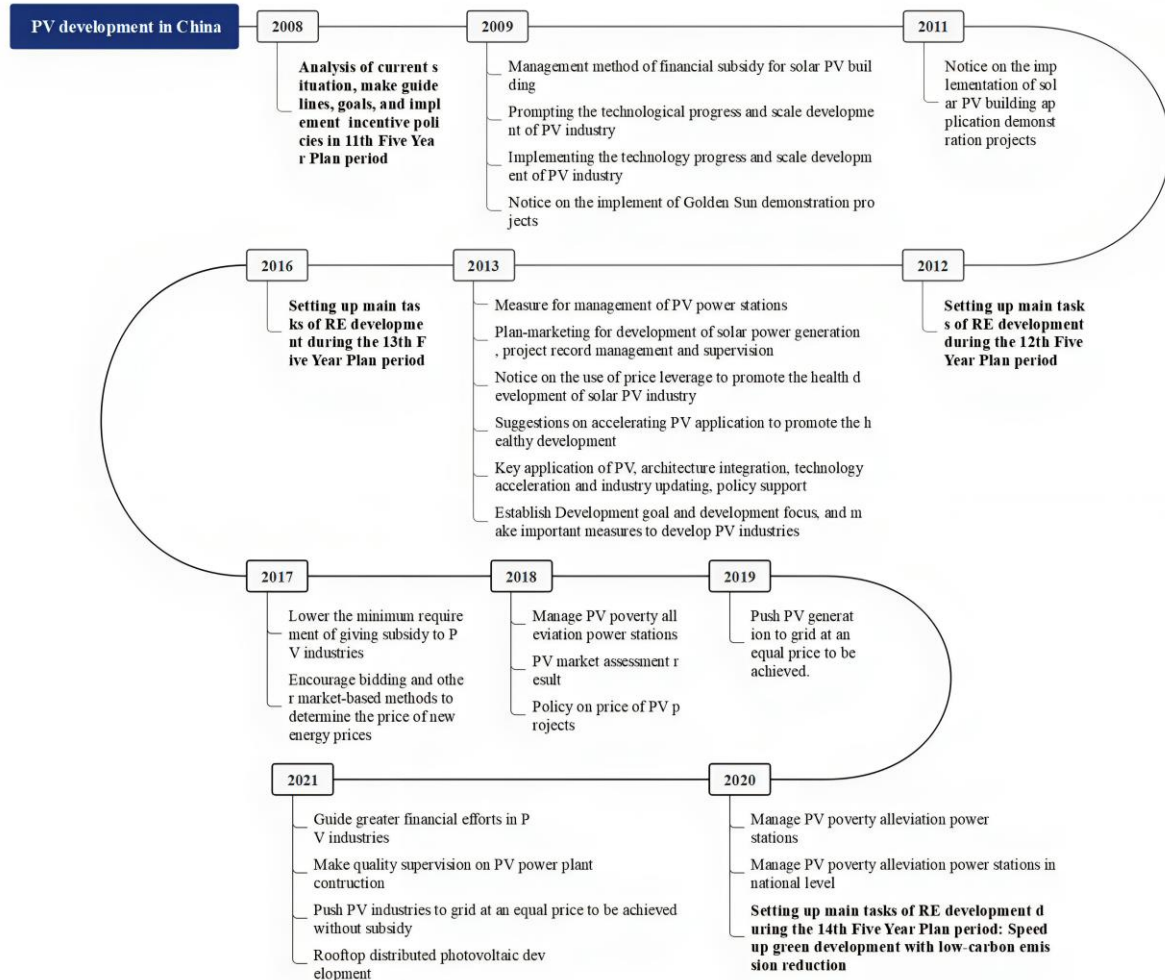 PV development in China
2008
Analysis of current s
ituation, make guide
lines, goals, and impl
ement incentive poli
cies in 11th Five Yea
r Plan period
2009
Management method of financial subsidy for solar PV buil
ding
Prompting the technological progress and scale developme
nt of PV industry
Implementing the technology progress and scale developm
ent of PV industry
Notice on the implement of Golden Sun demonstration pro
jects
2011
Notice on the imp
lementation of sol
ar PV building ap
plication demonst
ration projects
2012
Setting up main task
s of RE development
during the 12th Five
Year Plan period
2013
Measure for management of PV power stations
Plan-marketing for development of solar power generation
, project record management and supervision
Notice on the use of price leverage to promote the health d
evelopment of solar PV industry
Suggestions on accelerating PV application to promote the h
ealthy development
Key application of PV, architecture integration, technology
acceleration and industry updating, policy support
Establish Development goal and development focus, and m
ake important measures to develop PV industries
2016
Setting up main tas
ks of RE developme
nt during the 13th F
ive Year Plan period
2017
Lower the minimum require
ment of giving subsidy to P
V industries
Encourage bidding and othe
r market-based methods to
determine the price of new
energy prices
2018
Manage PV poverty all
eviation power stations
PV market assessment r
esult
Policy on price of PV p
rojects
2019
Push PV generat
ion to grid at an
equal price to be
achieved.
2020
Manage PV poverty alleviation power
stations
Manage PV poverty alleviation power stations in
national level
Setting up main tasks of RE development d
uring the 14th Five Year Plan period: Speed
up green development with low-carbon emis
sion reduction
2021
Guide greater financial efforts in P
V industries
Make quality supervision on PV power plant
contruction
Push PV industries to grid at an equal price to be achieved
without subsidy
Rooftop distributed photovoltaic dev
elopment